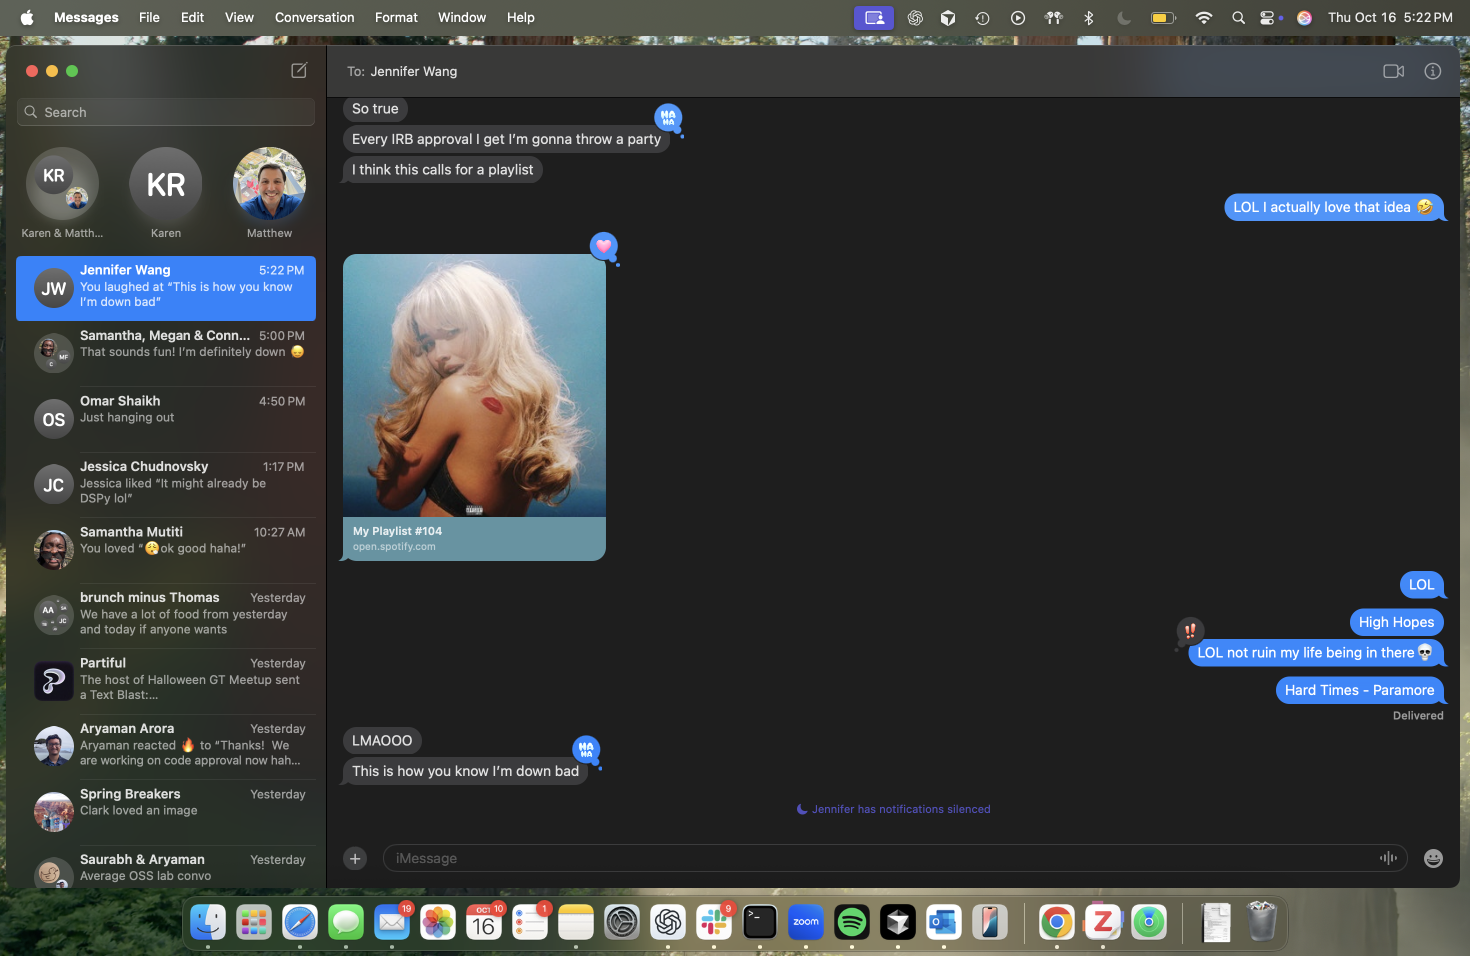 Messages File Edit View Conversation Format Window Help
Thu Oct 16 5:22 PM
Search
KR
Karen & Matth...
KR
Karen
Matthew
JW
Jennifer Wang 5:22 PM
You laughed at “This is how you know
I’m down bad”
MF
C
Samantha, Megan & Conn... 5:00 PM
That sounds fun! I’m definitely down 😞
OS
Omar Shaikh 4:50 PM
Just hanging out
JC
Jessica Chudnovsky 1:17 PM
Jessica liked “It might already be
DSPy lol”
Samantha Mutiti 10:27 AM
You loved “😮‍💨ok good haha!”
AA
SA
JC
brunch minus Thomas Yesterday
We have a lot of food from yesterday
and today if anyone wants
Partiful Yesterday
The host of Halloween GT Meetup sent
a Text Blast:...
Aryaman Arora Yesterday
Aryaman reacted 🔥 to “Thanks! We
are working on code approval now hah...
Spring Breakers Yesterday
Clark loved an image
Saurabh & Aryaman Yesterday
Average OSS lab convo
To: Jennifer Wang
So true
HA HA
Every IRB approval I get I’m gonna throw a party
I think this calls for a playlist
LOL I actually love that idea 🤣
My Playlist #104
open.spotify.com
LOL
High Hopes
‼
LOL not ruin my life being in there💀
Hard Times - Paramore
Delivered
LMAOOO
HA HA
This is how you know I’m down bad
Jennifer has notifications silenced
iMessage
19
OCT 10
16
1
9
>_
zoom
Z